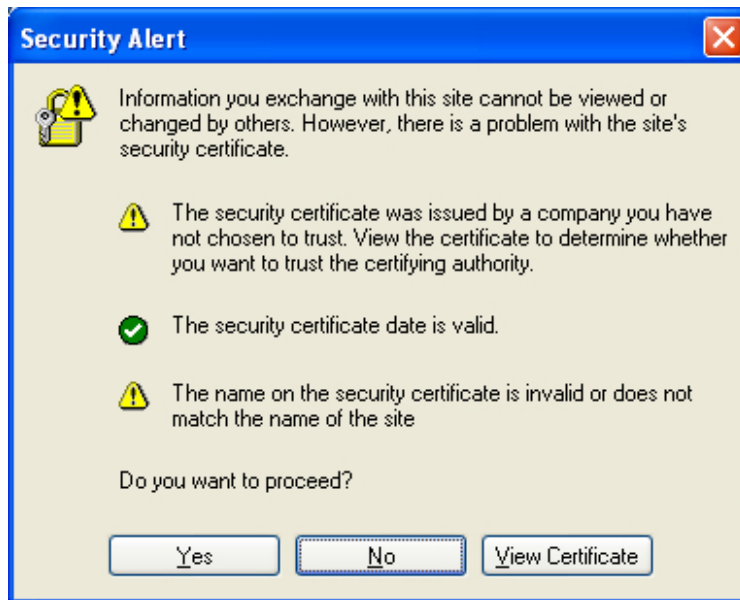 Security Alert
Information you exchange with this site cannot be viewed or
changed by others. However, there is a problem with the site's
security certificate.
The security certificate was issued by a company you have
not chosen to trust. View the certificate to determine whether
you want to trust the certifying authority.
The security certificate date is valid.
The name on the security certificate is invalid or does not
match the name of the site
Do you want to proceed?
Yes No View Certificate